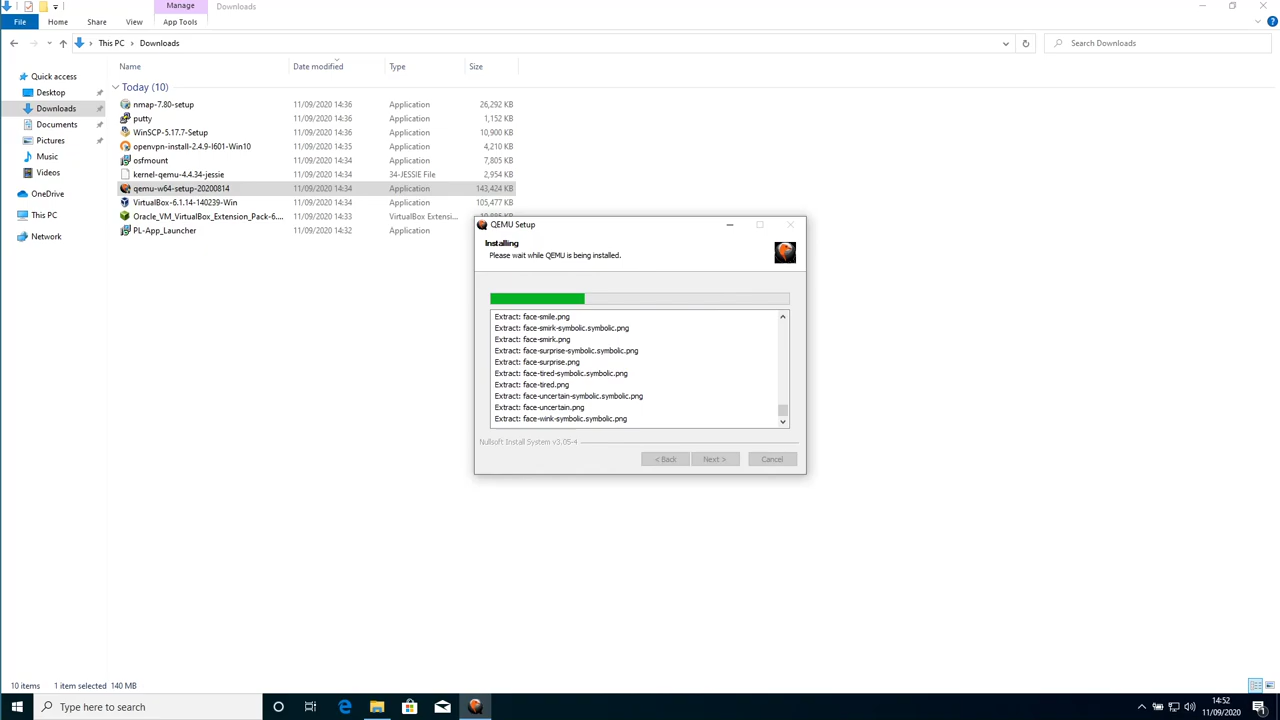 Manage
Downloads
File
Home
Share
View
App Tools
This PC
Downloads
Search Downloads
Name
Date modified
Type
Size
Quick access
Desktop
Downloads
Documents
Pictures
Music
Videos
OneDrive
This PC
Network
Today (10)
nmap-7.80-setup 11/09/2020 14:36 Application 26,292 KB
putty 11/09/2020 14:36 Application 1,152 KB
WinSCP-5.17.7-Setup 11/09/2020 14:36 Application 10,900 KB
openvpn-install-2.4.9-I601-Win10 11/09/2020 14:35 Application 4,210 KB
osfmount 11/09/2020 14:34 Application 7,805 KB
kernel-qemu-4.4.34-jessie 11/09/2020 14:34 34-JESSIE File 2,954 KB
qemu-w64-setup-20200814 11/09/2020 14:34 Application 143,424 KB
VirtualBox-6.1.14-140239-Win 11/09/2020 14:34 Application 105,477 KB
Oracle_VM_VirtualBox_Extension_Pack-6.... 11/09/2020 14:33 VirtualBox Extensi...
PL-App_Launcher 11/09/2020 14:32 Application
QEMU Setup
Installing
Please wait while QEMU is being installed.
Extract: face-smile.png
Extract: face-smirk-symbolic.symbolic.png
Extract: face-smirk.png
Extract: face-surprise-symbolic.symbolic.png
Extract: face-surprise.png
Extract: face-tired-symbolic.symbolic.png
Extract: face-tired.png
Extract: face-uncertain-symbolic.symbolic.png
Extract: face-uncertain.png
Extract: face-wink-symbolic.symbolic.png
Nullsoft Install System v3.05-4
< Back
Next >
Cancel
10 items
1 item selected 140 MB
Type here to search
14:52
11/09/2020
1